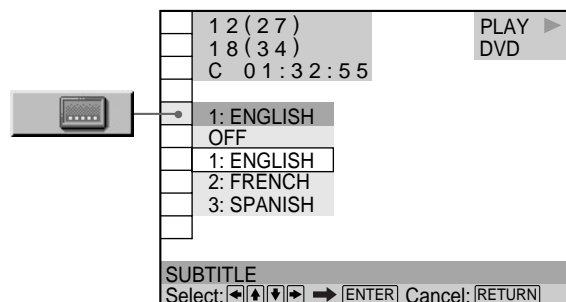 12(27)
18(34)
C 01:32:55
PLAY
DVD
1: ENGLISH
OFF
1: ENGLISH
2: FRENCH
3: SPANISH
SUBTITLE
Select: ENTER Cancel: RETURN